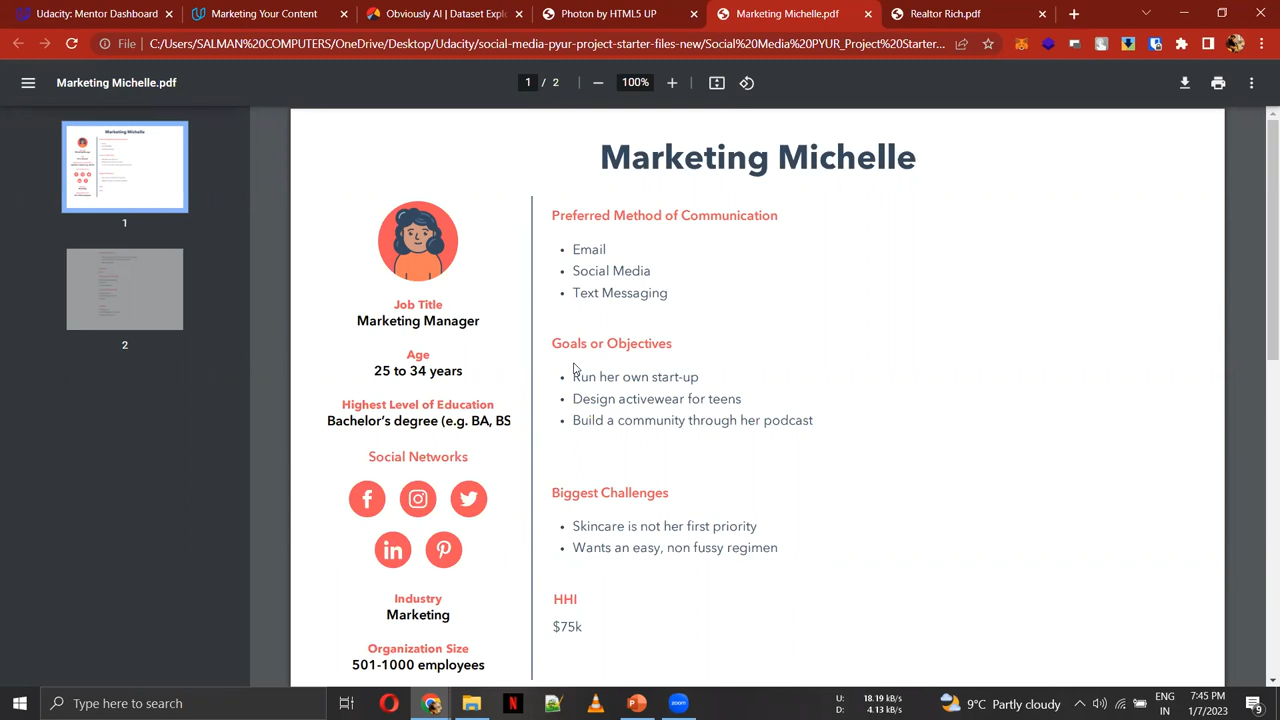 Udacity: Mentor Dashboard
Marketing Your Content
Obviously AI | Dataset Expl
Photon by HTML5 UP
Marketing Michelle.pdf
Realtor Rich.pdf
File
C:/Users/SALMAN%20COMPUTERS/OneDrive/Desktop/Udacity/social-media-pyur-project-starter-files-new/Social%20Media%20PYUR_Project%20Starter...
Marketing Michelle.pdf
1 / 2
100%
1
2
Marketing Michelle
Job Title
Marketing Manager
Age
25 to 34 years
Highest Level of Education
Bachelor's degree (e.g. BA, BS
Social Networks
Industry
Marketing
Organization Size
501-1000 employees
Preferred Method of Communication
• Email
• Social Media
• Text Messaging
Goals or Objectives
• Run her own start-up
• Design activewear for teens
• Build a community through her podcast
Biggest Challenges
• Skincare is not her first priority
• Wants an easy, non fussy regimen
HHI
$75k
Type here to search
U: 18.19 kB/s
D: 4.13 kB/s
9°C Partly cloudy
ENG
IN
7:45 PM
1/7/2023